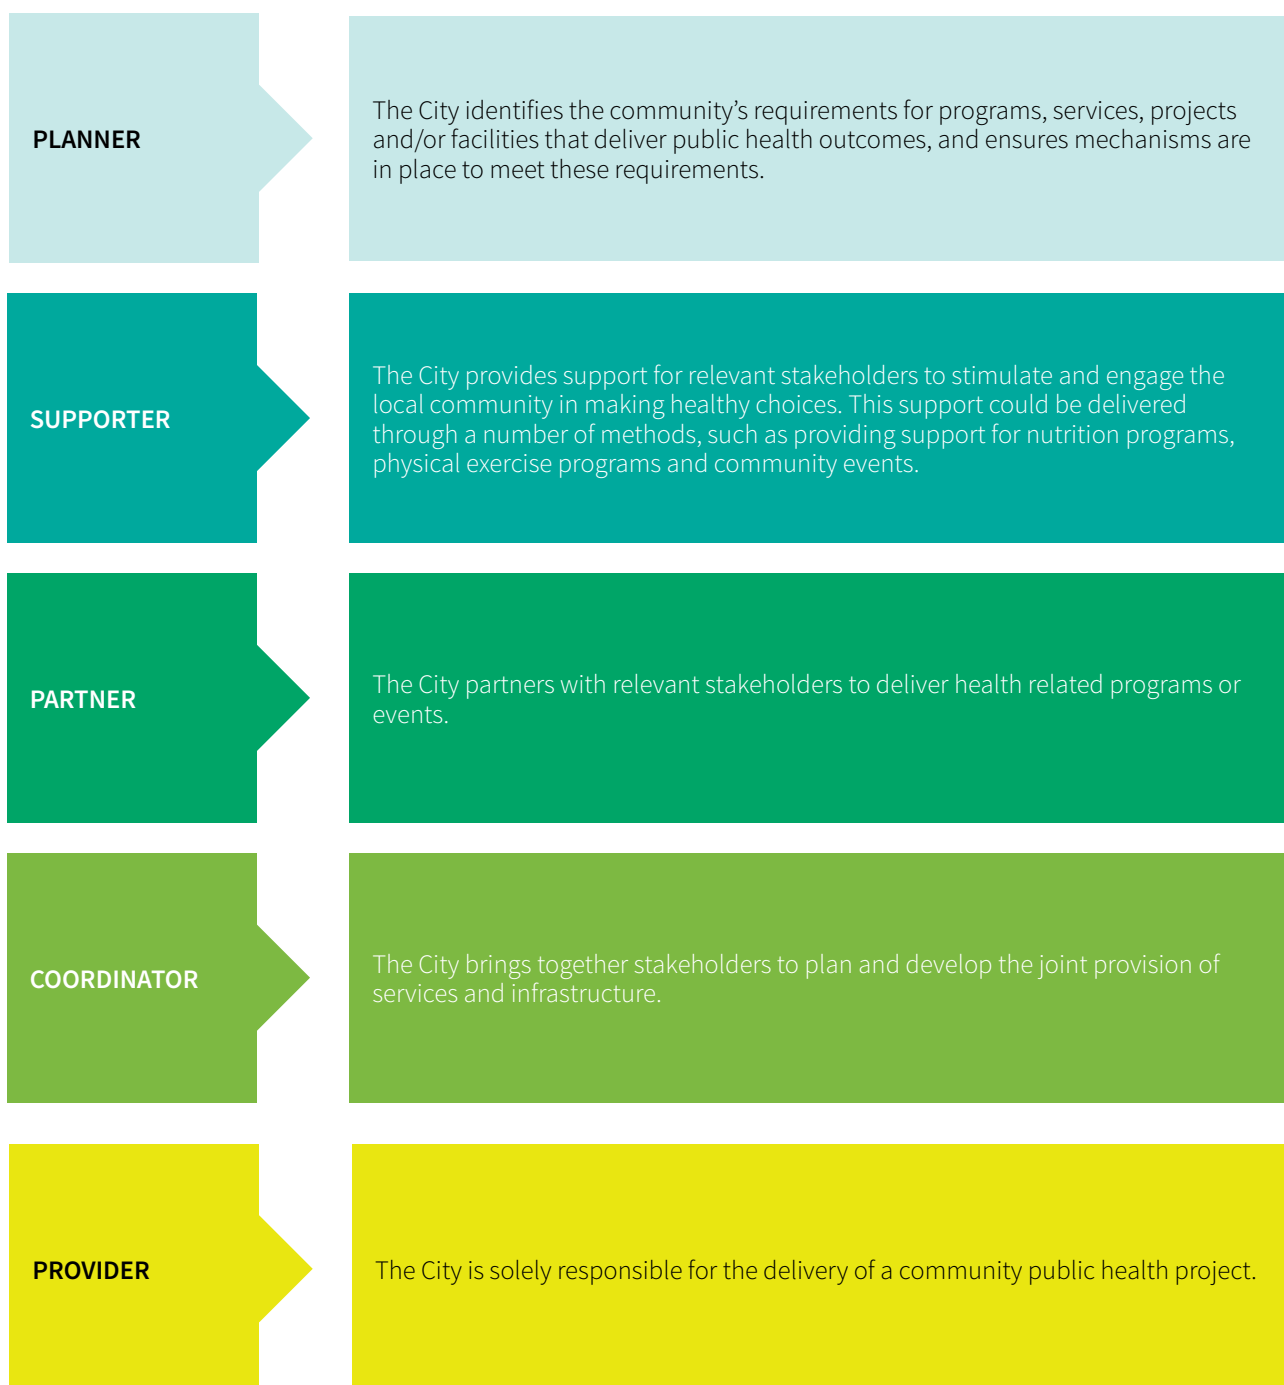 PLANNER
The City identifies the community’s requirements for programs, services, projects
and/or facilities that deliver public health outcomes, and ensures mechanisms are
in place to meet these requirements.
SUPPORTER
The City provides support for relevant stakeholders to stimulate and engage the
local community in making healthy choices. This support could be delivered
through a number of methods, such as providing support for nutrition programs,
physical exercise programs and community events.
PARTNER
The City partners with relevant stakeholders to deliver health related programs or
events.
COORDINATOR
The City brings together stakeholders to plan and develop the joint provision of
services and infrastructure.
PROVIDER
The City is solely responsible for the delivery of a community public health project.